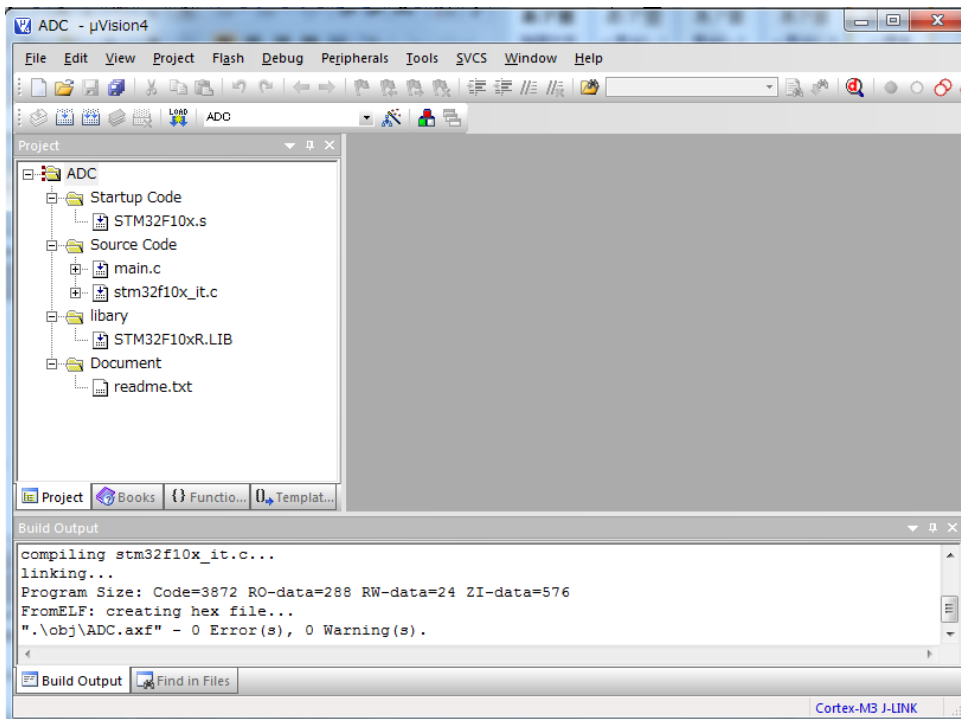 ADC - µVision4
File Edit View Project Flash Debug Peripherals Tools SVCS Window Help
LOAD ADC
Project
ADC
Startup Code
STM32F10x.s
Source Code
main.c
stm32f10x_it.c
libary
STM32F10xR.LIB
Document
readme.txt
Project Books {} Functio... 0 Templat...
Build Output
compiling stm32f10x_it.c...
linking...
Program Size: Code=3872 RO-data=288 RW-data=24 ZI-data=576
FromELF: creating hex file...
".\obj\ADC.axf" - 0 Error(s), 0 Warning(s).
Build Output Find in Files
Cortex-M3 J-LINK